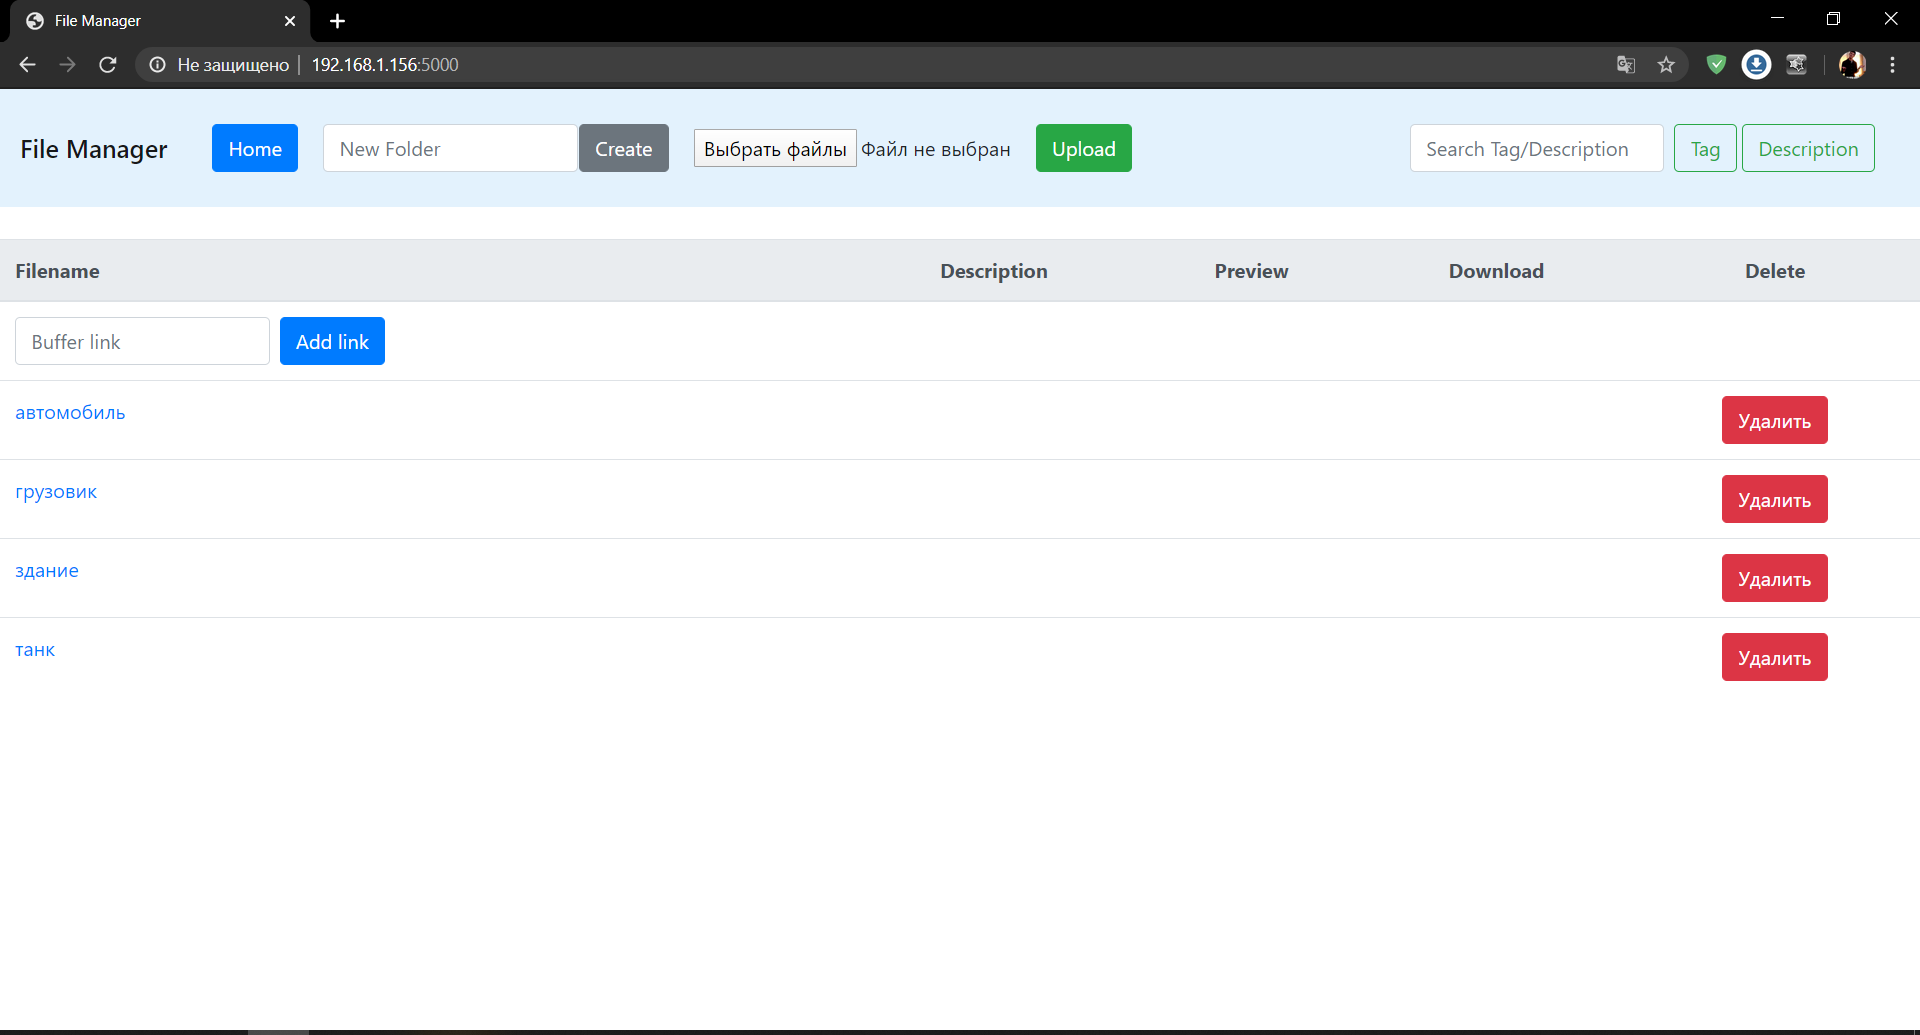 File Manager
Не защищено 192.168.1.156:5000
File Manager Home New Folder Create Выбрать файлы Файл не выбран Upload Search Tag/Description Tag Description
Filename Description Preview Download Delete
Buffer link Add link
автомобиль Удалить
грузовик Удалить
здание Удалить
танк Удалить